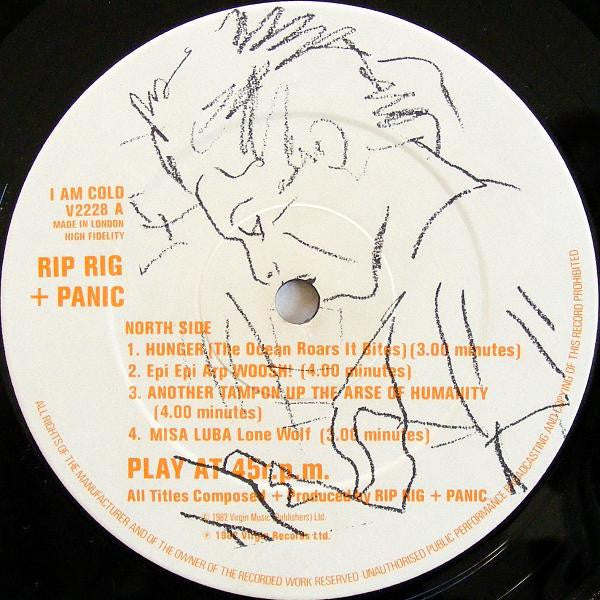 I AM COLD
V2228 A
MADE IN LONDON
HIGH FIDELITY
RIP RIG
+ PANIC
NORTH SIDE
1. HUNGER (The Ocean Roars It Bites) (3.00 minutes)
2. Epi Epi Arp WOOSH! (4.00 minutes)
3. ANOTHER TAMPON UP THE ARSE OF HUMANITY
(4.00 minutes)
4. MISA LUBA Lone Wolf (3.00 minutes)
PLAY AT 45r.p.m.
All Titles Composed + Produced by RIP RIG + PANIC
© 1982 Virgin Music (Publishers) Ltd.
℗ 1982 Virgin Records Ltd.
ALL RIGHTS OF THE MANUFACTURER AND OF THE OWNER OF THE RECORDED WORK RESERVED UNAUTHORISED PUBLIC PERFORMANCE BROADCASTING AND COPYING OF THIS RECORD PROHIBITED